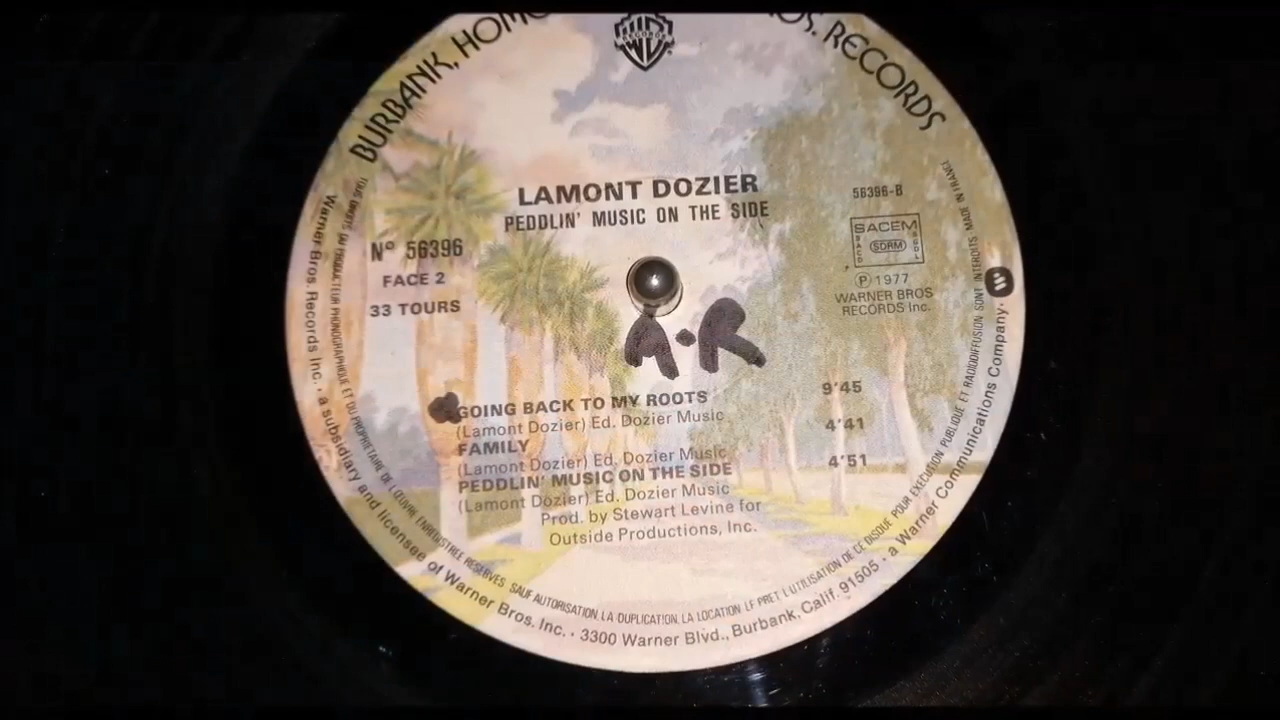 BURBANK, HOME
OS. RECORDS
RECORDS
LAMONT DOZIER
PEDDLIN' MUSIC ON THE SIDE
Nº 56396
FACE 2
33 TOURS
56396-B
SACEM
SACD
SDRM
SGDL
Ⓟ 1977
WARNER BROS
RECORDS Inc.
A-R
GOING BACK TO MY ROOTS 9'45
(Lamont Dozier) Ed. Dozier Music
FAMILY 4'41
(Lamont Dozier) Ed. Dozier Music
PEDDLIN' MUSIC ON THE SIDE 4'51
(Lamont Dozier) Ed. Dozier Music
Prod. by Stewart Levine for
Outside Productions, Inc.
TOUS DROITS DU PRODUCTEUR PHONOGRAPHIQUE ET DU PROPRIETAIRE DE L'ŒUVRE ENREGISTREE RESERVES SAUF AUTORISATION LA DUPLICATION, LA LOCATION LE PRET L'UTILISATION DE CE DISQUE POUR EXECUTION PUBLIQUE ET RADIODIFFUSION SONT INTERDITS MADE IN FRANCE
Warner Bros. Records Inc. · a subsidiary and licensee of Warner Bros. Inc. · 3300 Warner Blvd., Burbank, Calif. 91505 · a Warner Communications Company.